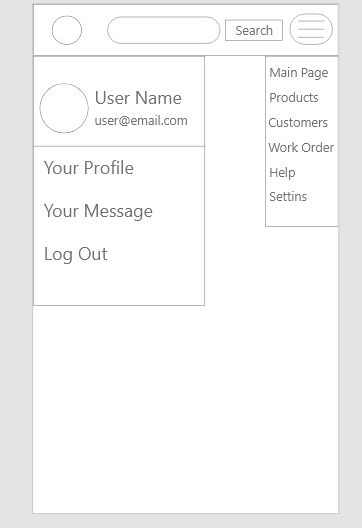 Search
User Name
user@email.com
Your Profile
Your Message
Log Out
Main Page
Products
Customers
Work Order
Help
Settins